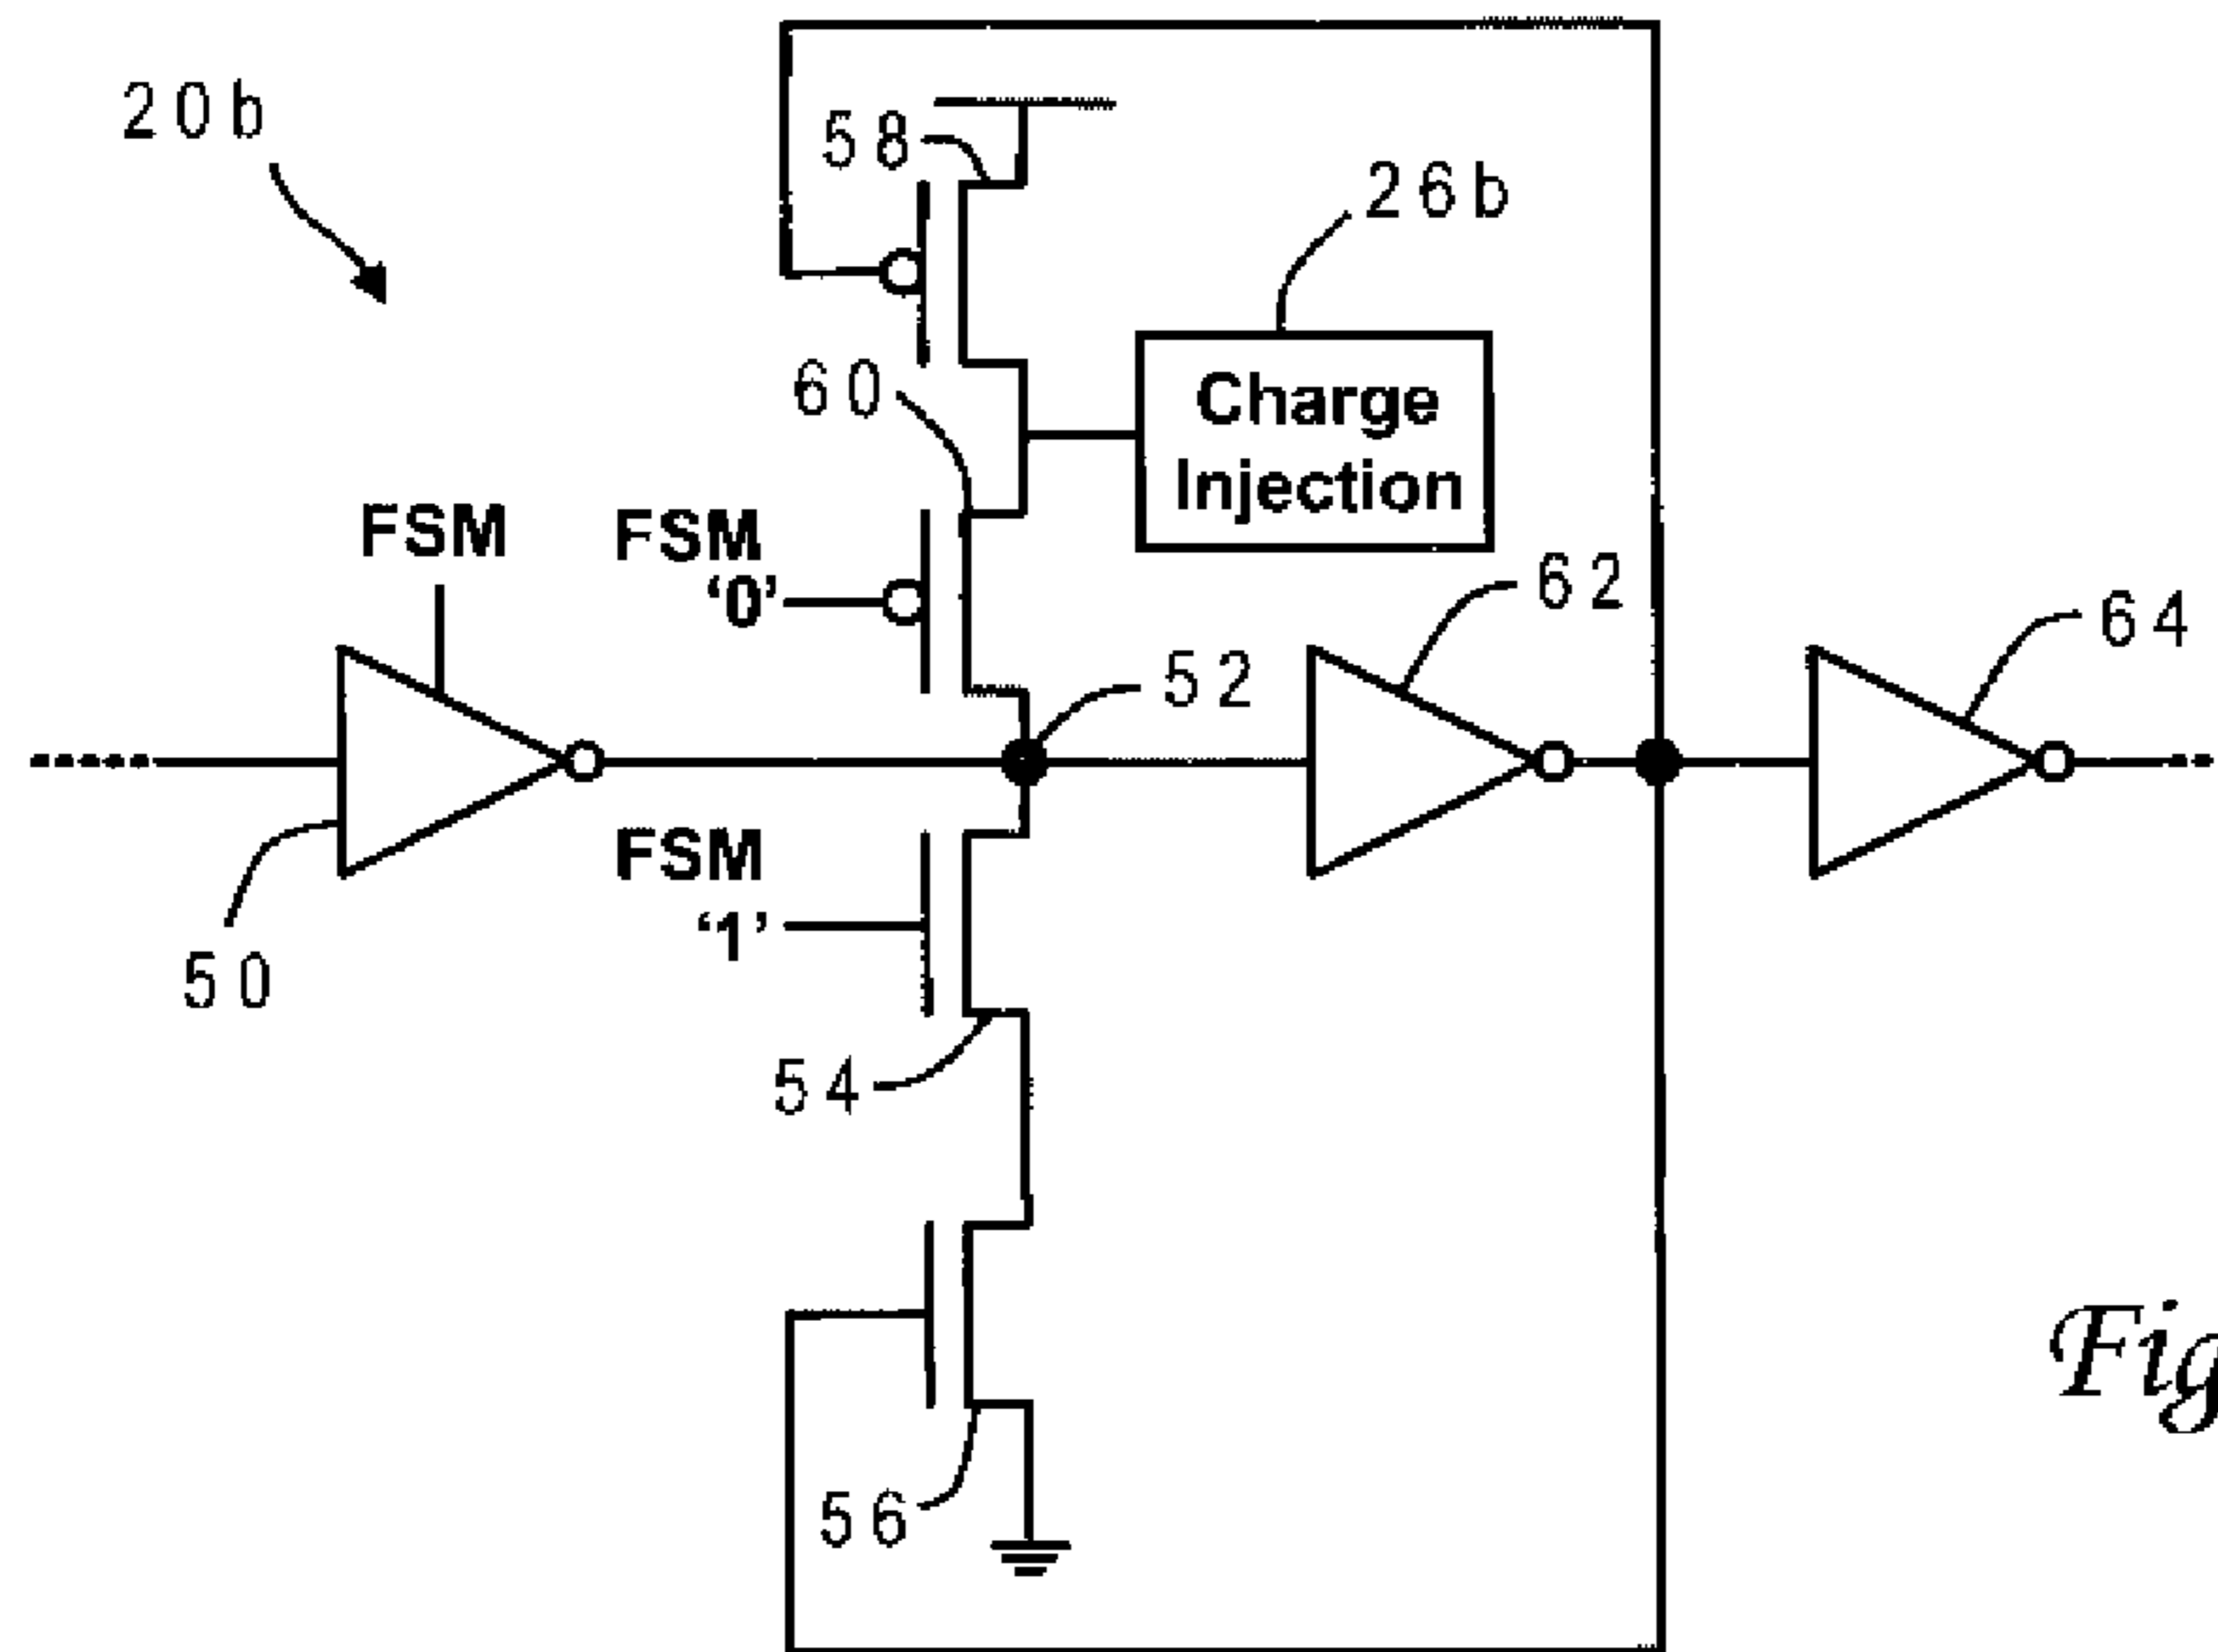 20b
58
26b
Charge
Injection
60
FSM
FSM
‘0’
62
64
52
FSM
‘1’
50
54
56
Fig